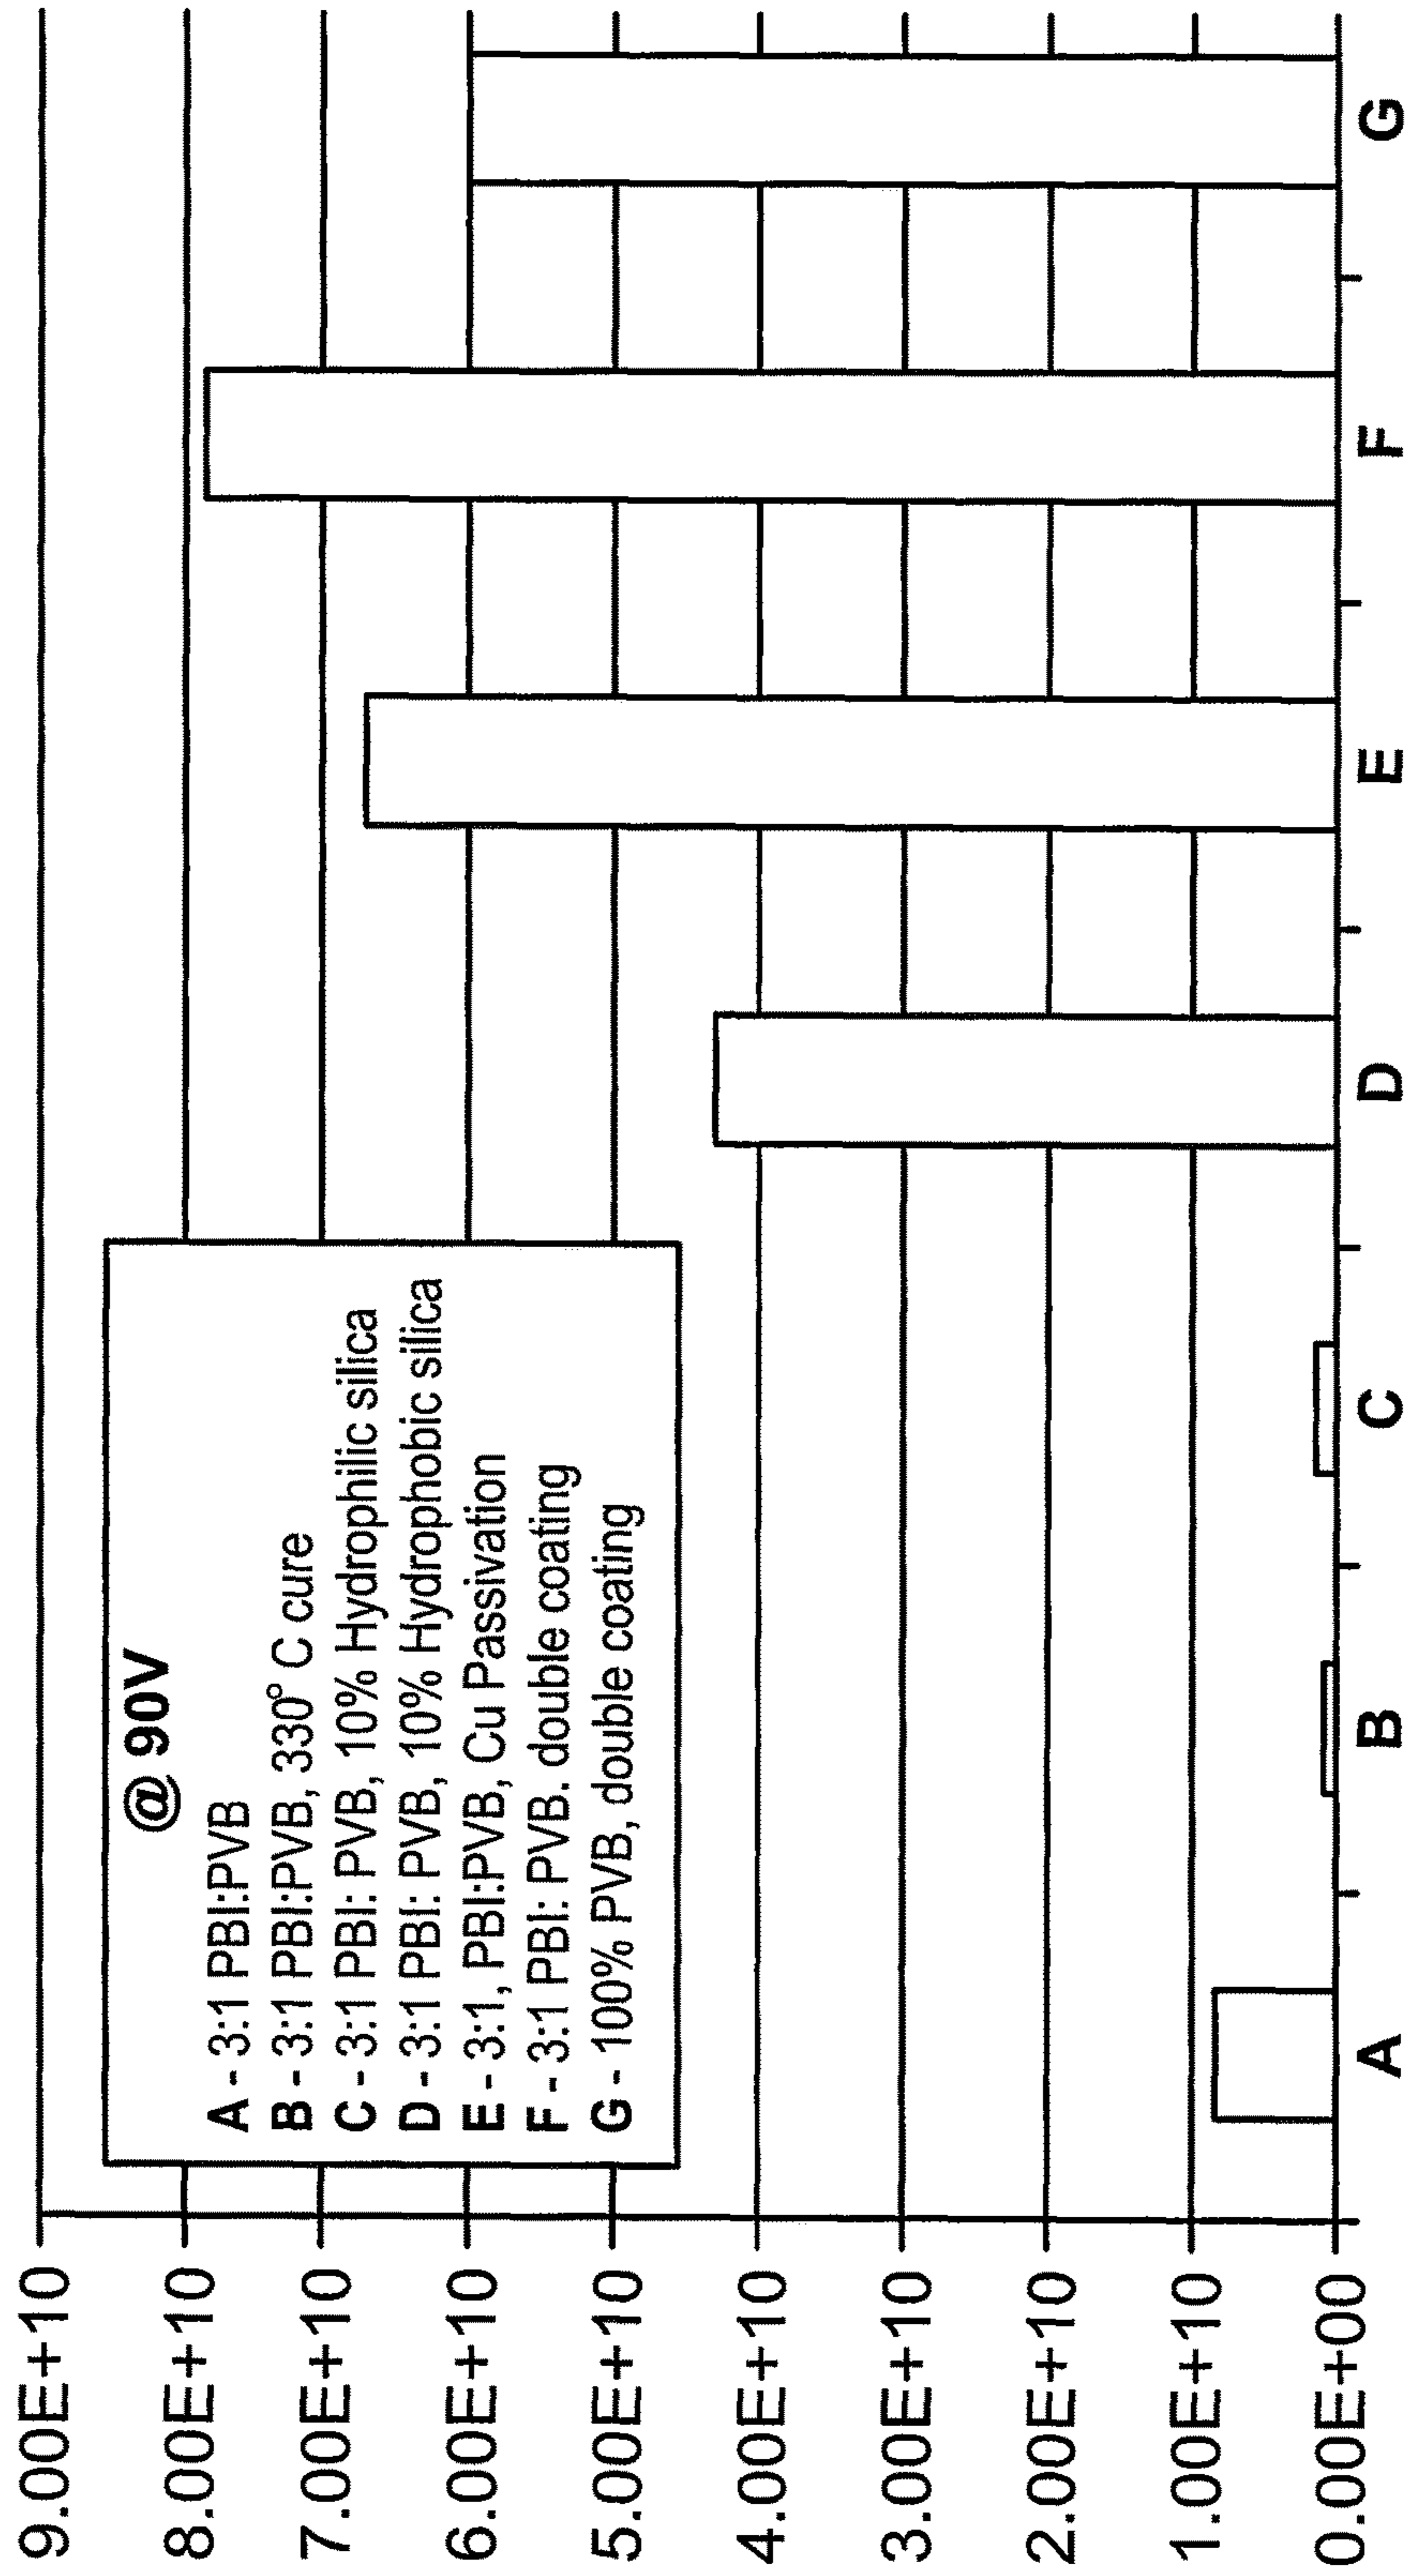 9.00E+10
8.00E+10
7.00E+10
6.00E+10
5.00E+10
4.00E+10
3.00E+10
2.00E+10
1.00E+10
0.00E+00
@ 90V
A - 3:1 PBI:PVB
B - 3:1 PBI:PVB, 330° C cure
C - 3:1 PBI: PVB, 10% Hydrophilic silica
D - 3:1 PBI: PVB, 10% Hydrophobic silica
E - 3:1, PBI:PVB, Cu Passivation
F - 3:1 PBI: PVB. double coating
G - 100% PVB, double coating
A B C D E F G